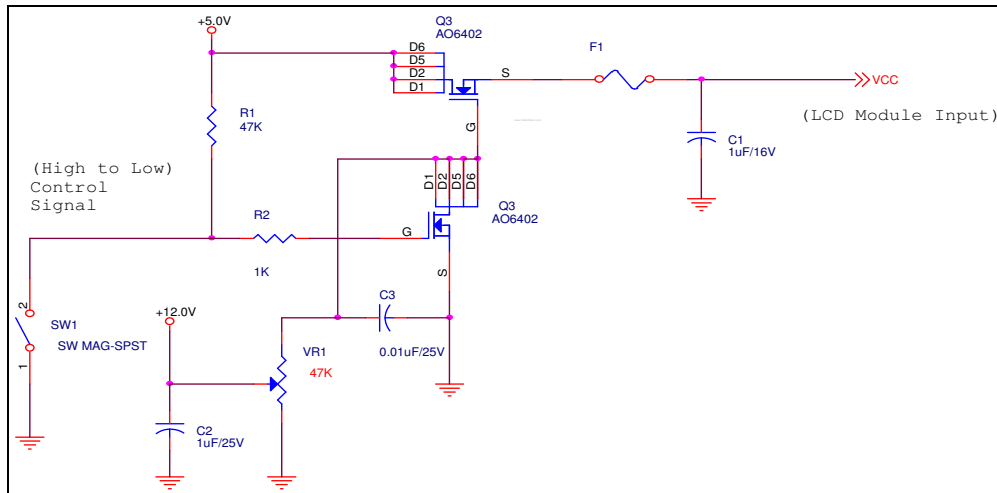 +5.0V
Q3
AO6402
D6
D5
D2
D1
S
G
F1
VCC
(LCD Module Input)
R1
47K
C1
1uF/16V
(High to Low)
Control
Signal
D1
D2
D5
D6
Q3
AO6402
R2
1K
G
S
2
SW1
SW MAG-SPST
1
+12.0V
C3
0.01uF/25V
VR1
47K
C2
1uF/25V